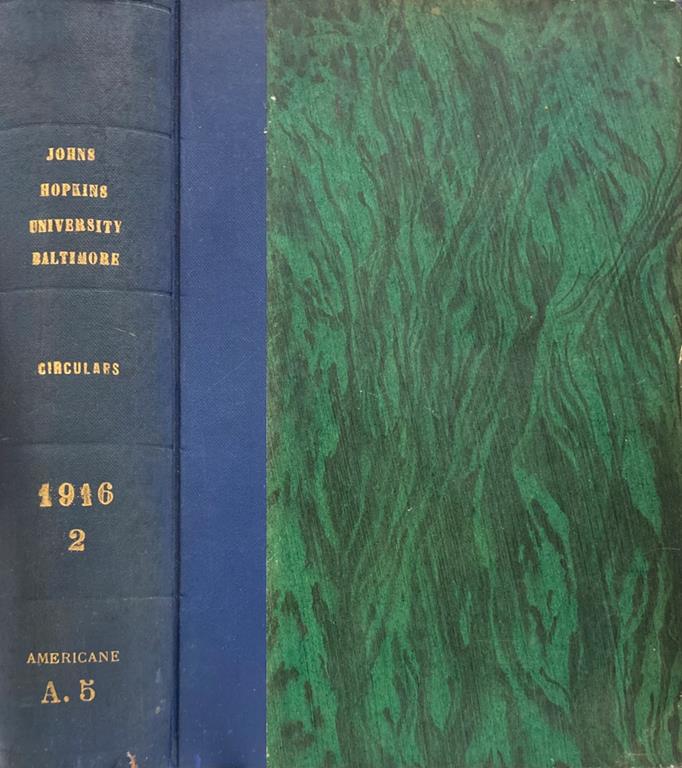 JOHNS
HOPKINS
UNIVERSITY
BALTIMORE
CIRCULARS
1916
2
AMERICANE
A. 5